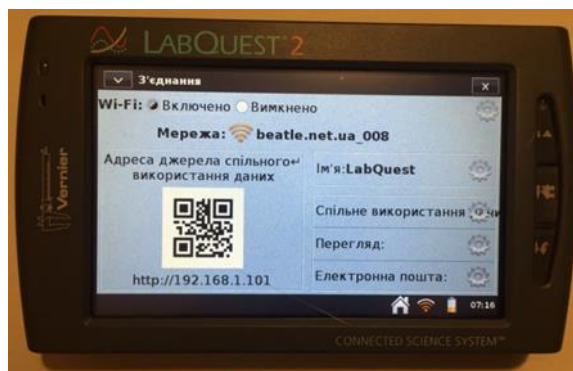 LABQUEST 2
З'єднання
Wi-Fi: Включено Вимкнено
Мережа: beatle.net.ua_008
Адреса джерела спільного↵
використання даних
http://192.168.1.101
Ім'я:LabQuest
Спільне використання
Перегляд:
Електронна пошта:
07:16
Vernier
CONNECTED SCIENCE SYSTEM™